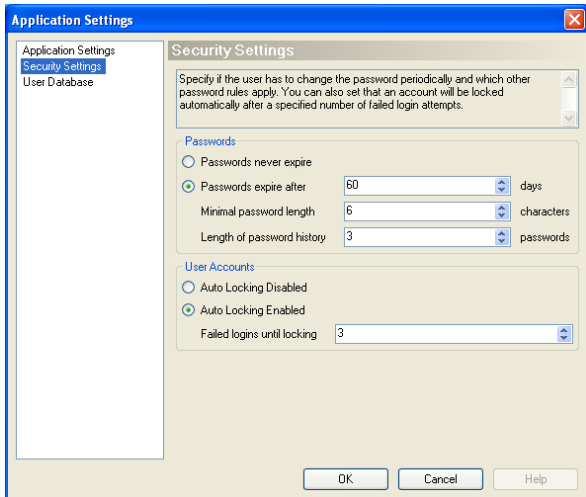 Application Settings
Application Settings
Security Settings
User Database
Security Settings
Specify if the user has to change the password periodically and which other
password rules apply. You can also set that an account will be locked
automatically after a specified number of failed login attempts.
Passwords
Passwords never expire
Passwords expire after 60 days
Minimal password length 6 characters
Length of password history 3 passwords
User Accounts
Auto Locking Disabled
Auto Locking Enabled
Failed logins until locking 3
OK Cancel Help